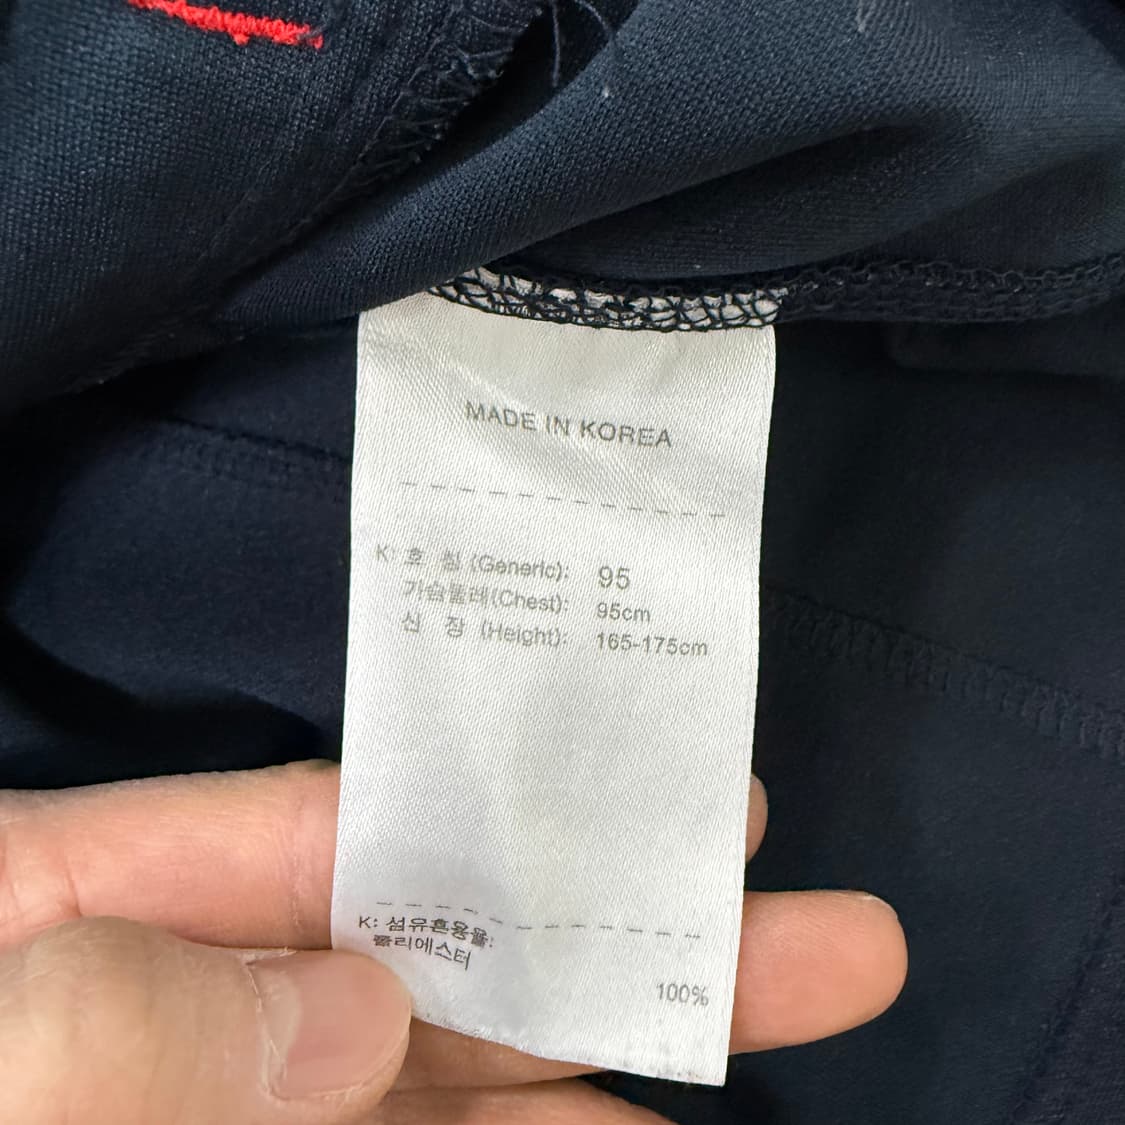 MADE IN KOREA
K: 호 칭 (Generic): 95
가슴둘레(Chest): 95cm
신 장 (Height): 165-175cm
K: 섬유혼용율:
폴리에스터
100%